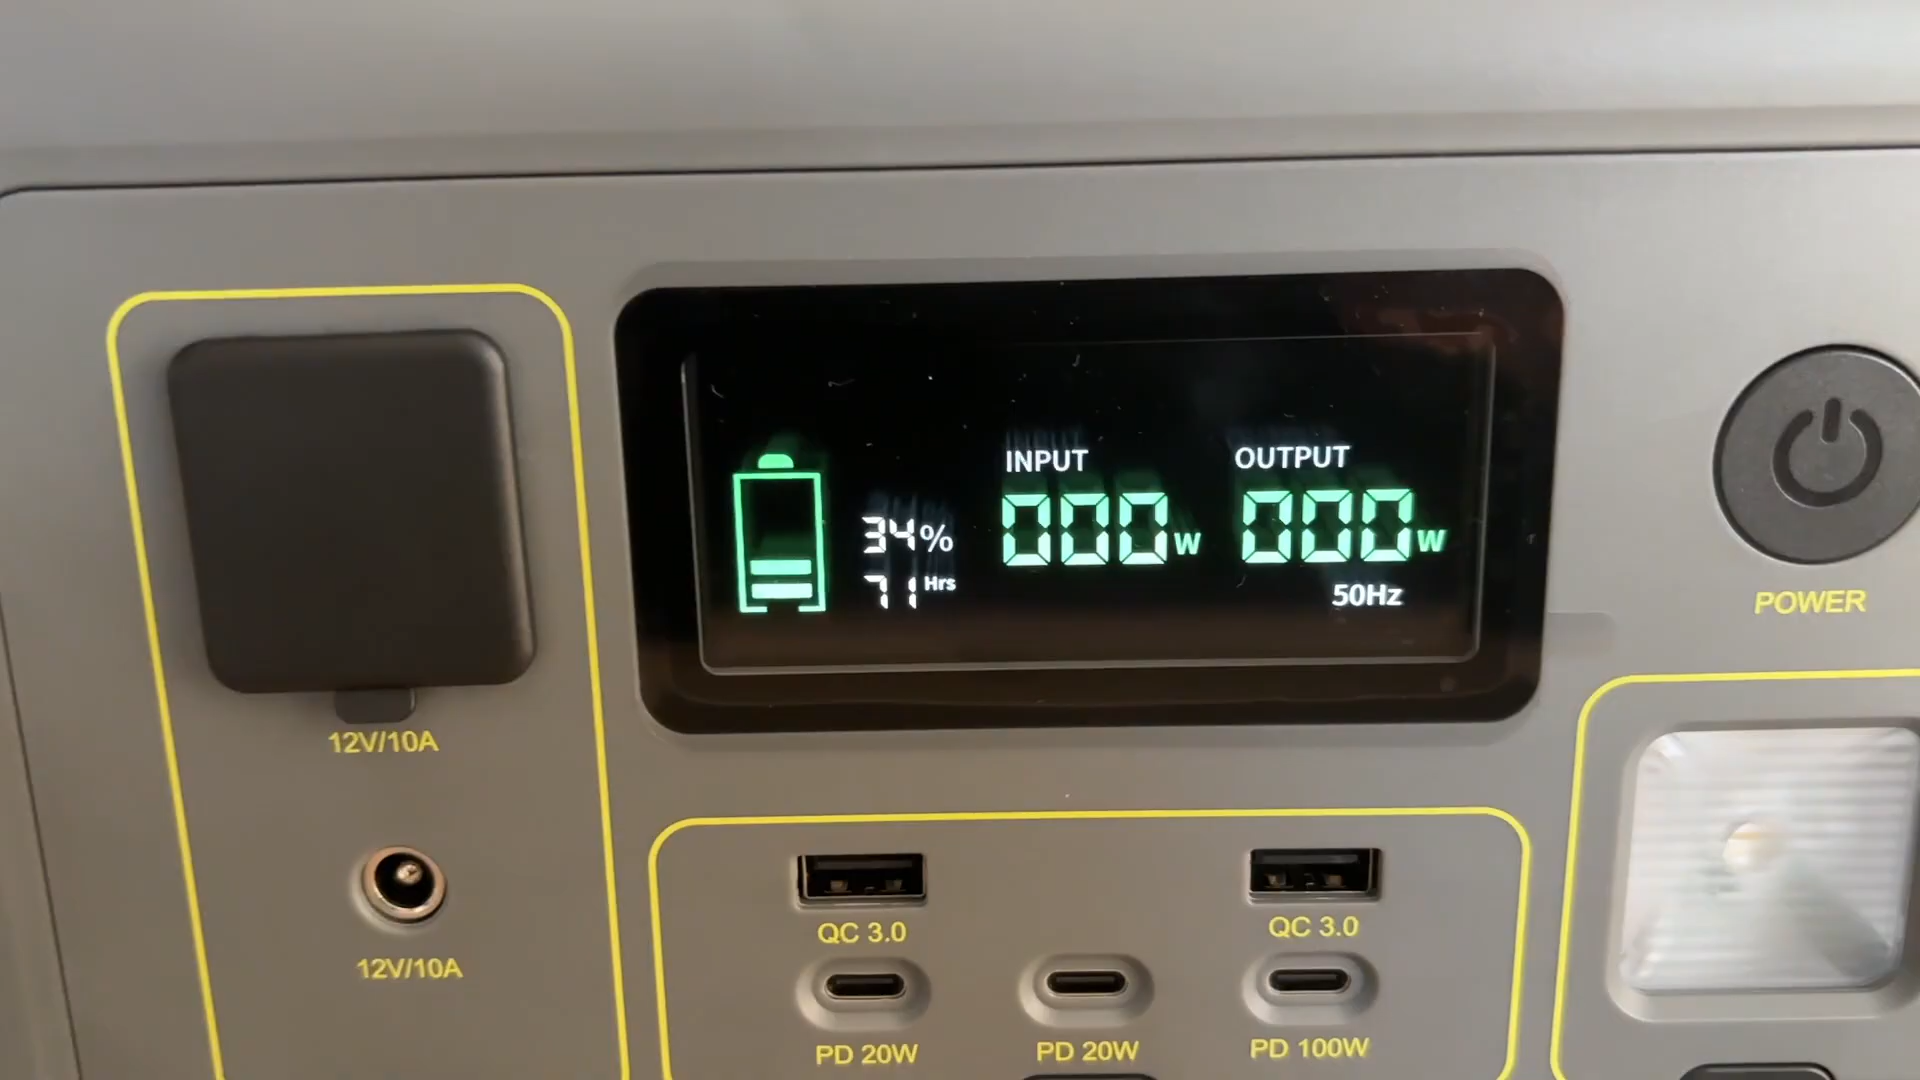 INPUT
OUTPUT
34%
000W
000W
71Hrs
50Hz
POWER
12V/10A
12V/10A
QC 3.0
QC 3.0
PD 20W
PD 20W
PD 100W